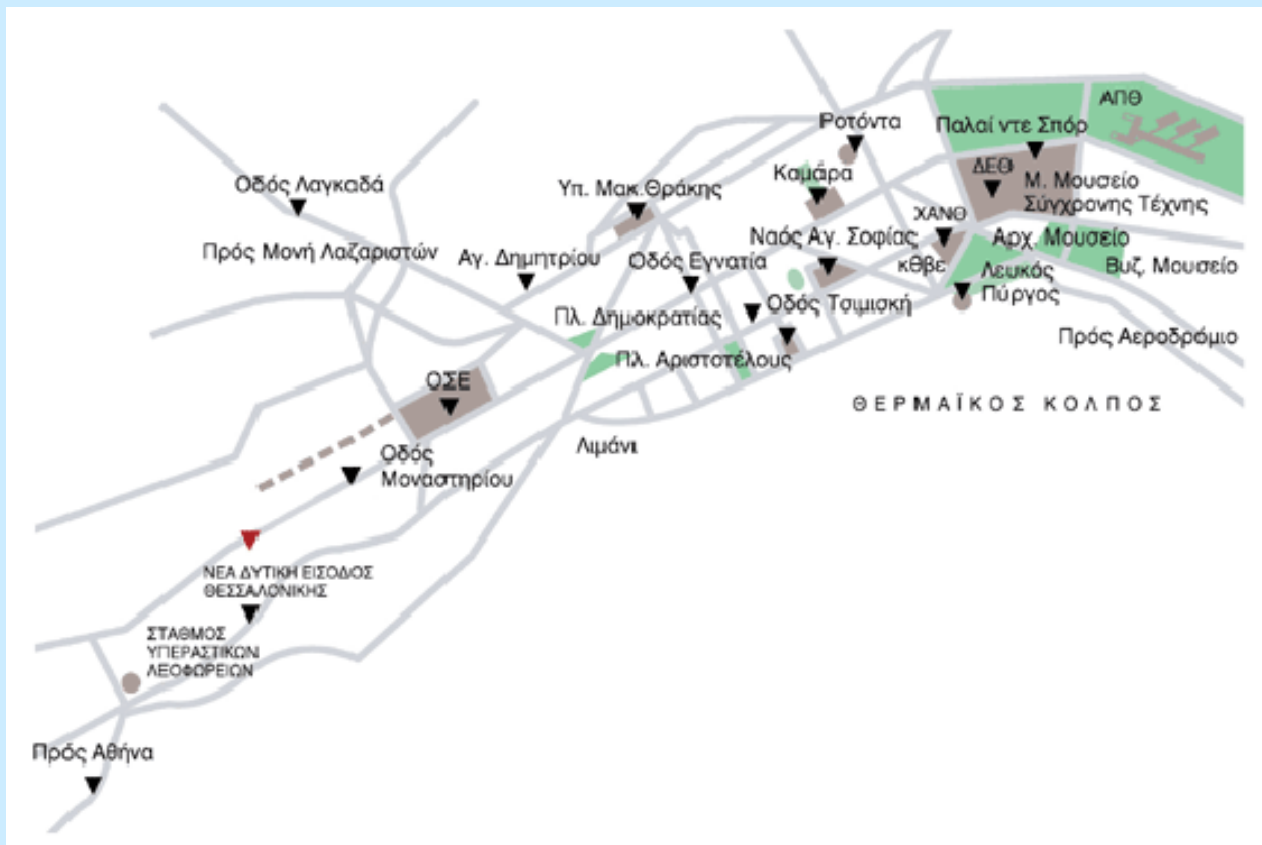 ΑΠΘ
Ροτόντα
Παλαί ντε Σπόρ
Καμάρα
ΔΕΘ
Οδός Λαγκαδά
Υπ. Μακ.Θράκης
Μ. Μουσείο
Σύγχρονης Τέχνης
ΧΑΝΘ
Πρός Μονή Λαζαριστών
Αγ. Δημητρίου
Οδός Εγνατία
Ναός Αγ. Σοφίας
Αρχ. Μουσείο
κθβε
Λευκός
Πύργος
Βυζ. Μουσείο
Πλ. Δημοκρατίας
Οδός Τσιμισκή
Πρός Αεροδρόμιο
Πλ. Αριστοτέλους
ΟΣΕ
ΘΕΡΜΑΪΚΟΣ ΚΟΛΠΟΣ
Λιμάνι
Οδός
Μοναστηρίου
ΝΕΑ ΔΥΤΙΚΗ ΕΙΣΟΔΟΣ
ΘΕΣΣΑΛΟΝΙΚΗΣ
ΣΤΑΘΜΟΣ
ΥΠΕΡΑΣΤΙΚΩΝ
ΛΕΟΦΩΡΕΙΩΝ
Πρός Αθήνα